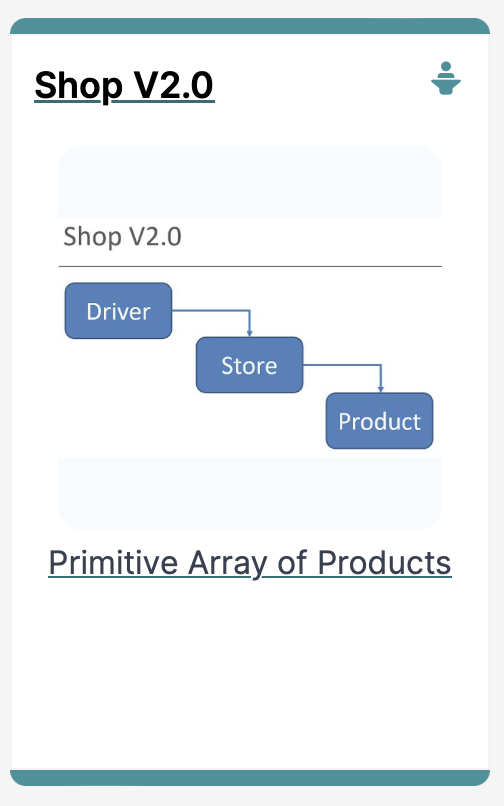 Shop V2.0
Shop V2.0
Driver
Store
Product
Primitive Array of Products